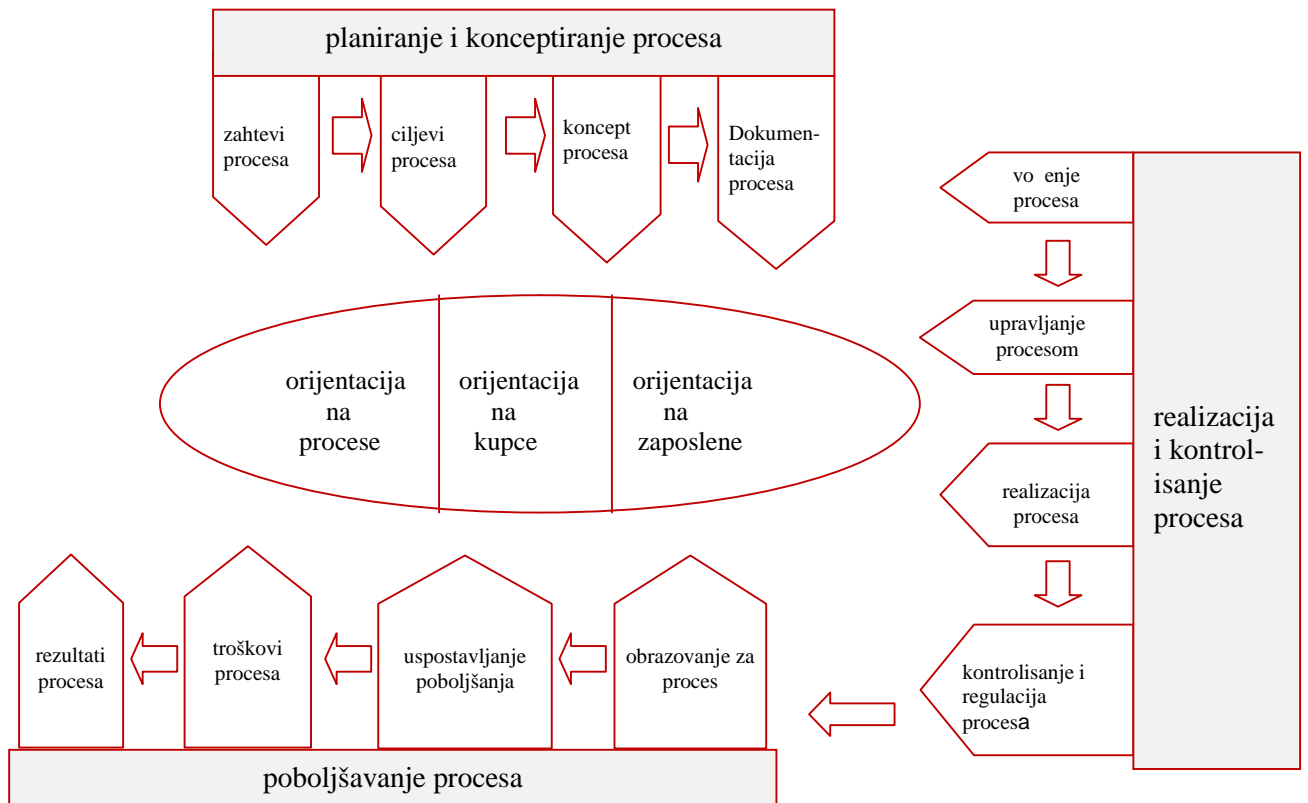 planiranje i konceptiranje procesa
zahtevi
procesa
ciljevi
procesa
koncept
procesa
Dokumen-
tacija
procesa
vo enje
procesa
upravljanje
procesom
realizacija
procesa
kontrolisanje i
regulacija
procesa
realizacija
i kontrol-
isanje
procesa
orijentacija
na
procese
orijentacija
na
kupce
orijentacija
na
zaposlene
rezultati
procesa
troškovi
procesa
uspostavljanje
poboljšanja
obrazovanje za
proces
poboljšavanje procesa